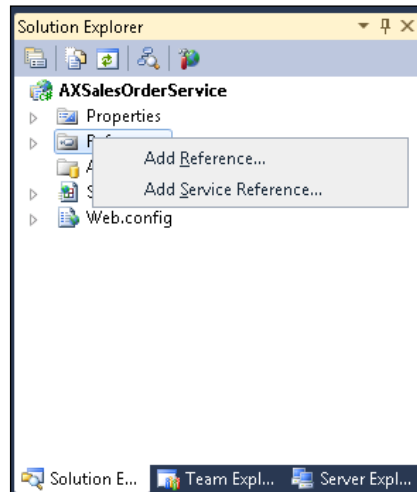 Solution Explorer
AXSalesOrderService
Properties
Add Reference...
Add Service Reference...
Web.config
Solution E...
Team Expl...
Server Expl...